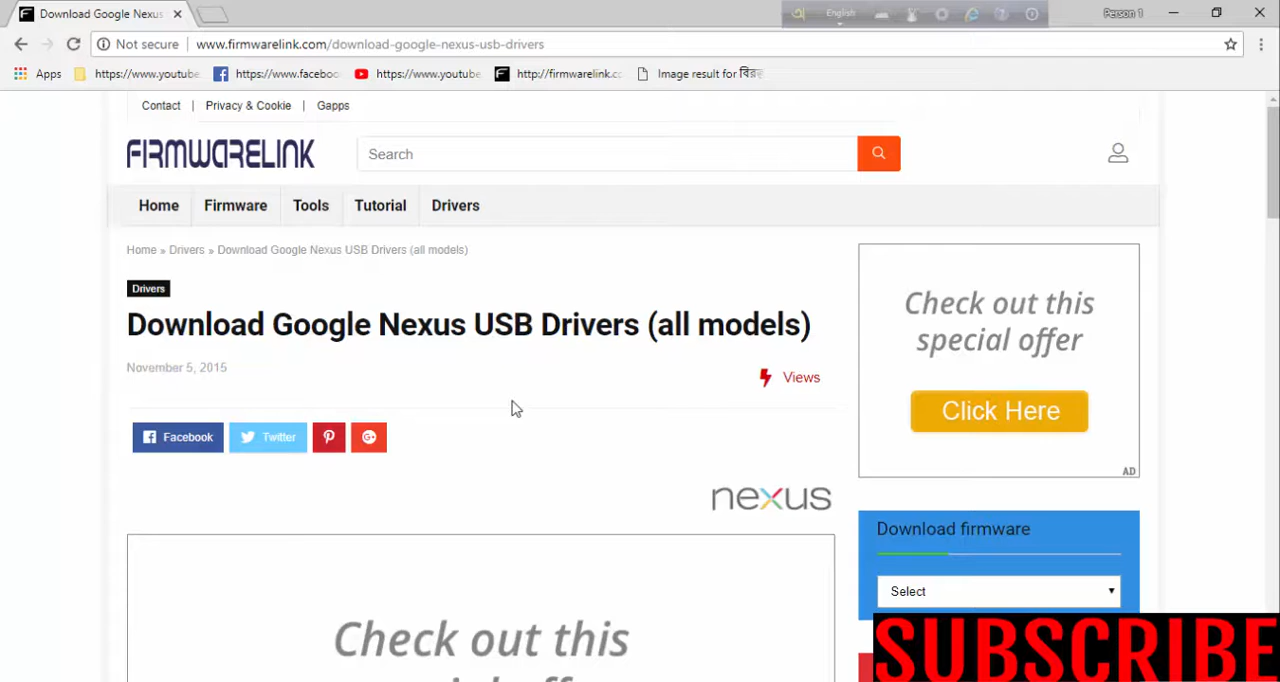 Download Google Nexus
English
Person 1
Not secure
www.firmwarelink.com/download-google-nexus-usb-drivers
Apps
https://www.youtube.
https://www.faceboo
https://www.youtube
http://firmwarelink.cc
Image result for বিরহ
Contact | Privacy & Cookie | Gapps
FIRMWARELINK
Search
Home
Firmware
Tools
Tutorial
Drivers
Home » Drivers » Download Google Nexus USB Drivers (all models)
Drivers
Download Google Nexus USB Drivers (all models)
November 5, 2015
Views
Facebook
Twitter
nexus
Check out this
Check out this
special offer
Click Here
AD
Download firmware
Select
SUBSCRIBE